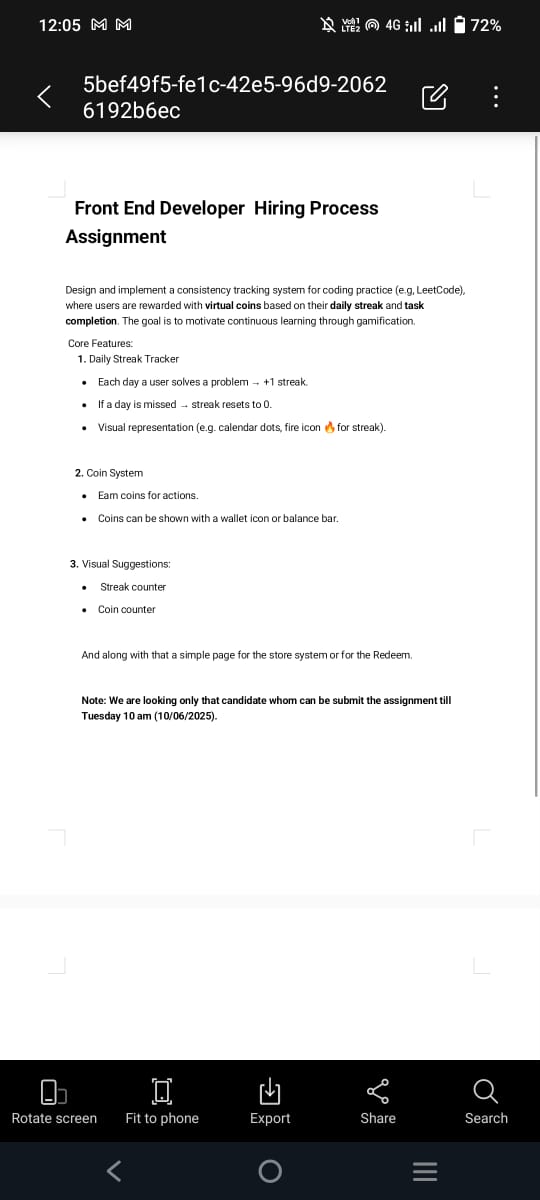 12:05 M M Vo)) 1 LTE2 4G 72%
5bef49f5-fe1c-42e5-96d9-2062
6192b6ec
Front End Developer Hiring Process
Assignment
Design and implement a consistency tracking system for coding practice (e.g, LeetCode),
where users are rewarded with virtual coins based on their daily streak and task
completion. The goal is to motivate continuous learning through gamification.
Core Features:
1. Daily Streak Tracker
• Each day a user solves a problem → +1 streak.
• If a day is missed → streak resets to 0.
• Visual representation (e.g. calendar dots, fire icon 🔥 for streak).
2. Coin System
• Earn coins for actions.
• Coins can be shown with a wallet icon or balance bar.
3. Visual Suggestions:
• Streak counter
• Coin counter
And along with that a simple page for the store system or for the Redeem.
Note: We are looking only that candidate whom can be submit the assignment till
Tuesday 10 am (10/06/2025).
Rotate screen Fit to phone Export Share Search